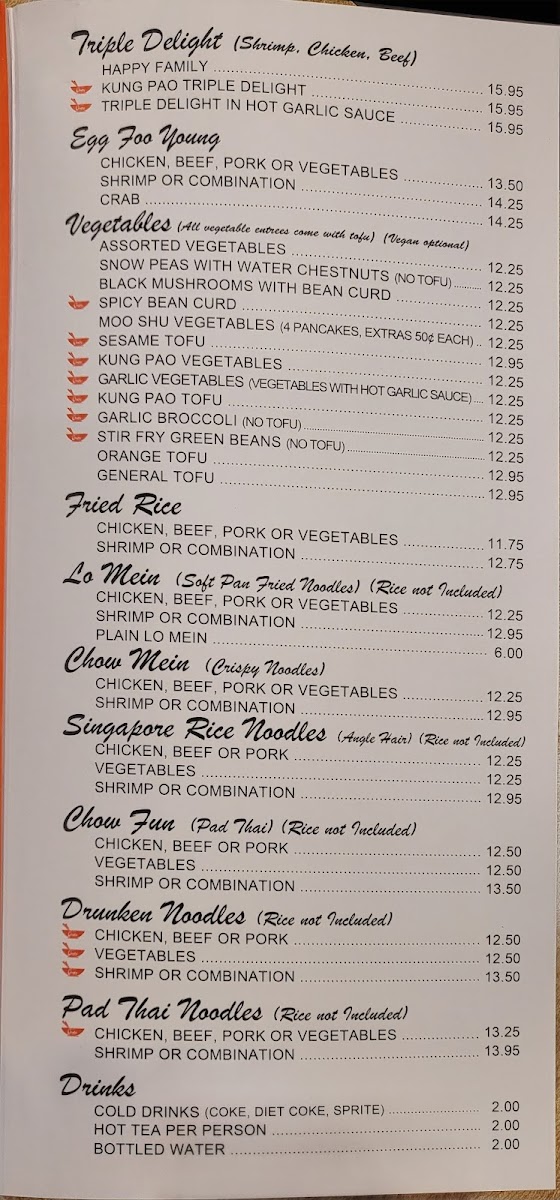 Triple Delight (Shrimp, Chicken, Beef)
HAPPY FAMILY 15.95
KUNG PAO TRIPLE DELIGHT 15.95
TRIPLE DELIGHT IN HOT GARLIC SAUCE 15.95
Egg Foo Young
CHICKEN, BEEF, PORK OR VEGETABLES 13.50
SHRIMP OR COMBINATION 14.25
CRAB 14.25
Vegetables (All vegetable entrees come with tofu) (Vegan optional)
ASSORTED VEGETABLES 12.25
SNOW PEAS WITH WATER CHESTNUTS (NO TOFU) 12.25
BLACK MUSHROOMS WITH BEAN CURD 12.25
SPICY BEAN CURD 12.25
MOO SHU VEGETABLES (4 PANCAKES, EXTRAS 50¢ EACH) 12.25
SESAME TOFU 12.95
KUNG PAO VEGETABLES 12.25
GARLIC VEGETABLES (VEGETABLES WITH HOT GARLIC SAUCE) 12.25
KUNG PAO TOFU 12.25
GARLIC BROCCOLI (NO TOFU) 12.25
STIR FRY GREEN BEANS (NO TOFU) 12.25
ORANGE TOFU 12.95
GENERAL TOFU 12.95
Fried Rice
CHICKEN, BEEF, PORK OR VEGETABLES 11.75
SHRIMP OR COMBINATION 12.75
Lo Mein (Soft Pan Fried Noodles) (Rice not Included)
CHICKEN, BEEF, PORK OR VEGETABLES 12.25
SHRIMP OR COMBINATION 12.95
PLAIN LO MEIN 6.00
Chow Mein (Crispy Noodles)
CHICKEN, BEEF, PORK OR VEGETABLES 12.25
SHRIMP OR COMBINATION 12.95
Singapore Rice Noodles (Angle Hair) (Rice not Included)
CHICKEN, BEEF OR PORK 12.25
VEGETABLES 12.25
SHRIMP OR COMBINATION 12.95
Chow Fun (Pad Thai) (Rice not Included)
CHICKEN, BEEF OR PORK 12.50
VEGETABLES 12.50
SHRIMP OR COMBINATION 13.50
Drunken Noodles (Rice not Included)
CHICKEN, BEEF OR PORK 12.50
VEGETABLES 12.50
SHRIMP OR COMBINATION 13.50
Pad Thai Noodles (Rice not Included)
CHICKEN, BEEF, PORK OR VEGETABLES 13.25
SHRIMP OR COMBINATION 13.95
Drinks
COLD DRINKS (COKE, DIET COKE, SPRITE) 2.00
HOT TEA PER PERSON 2.00
BOTTLED WATER 2.00